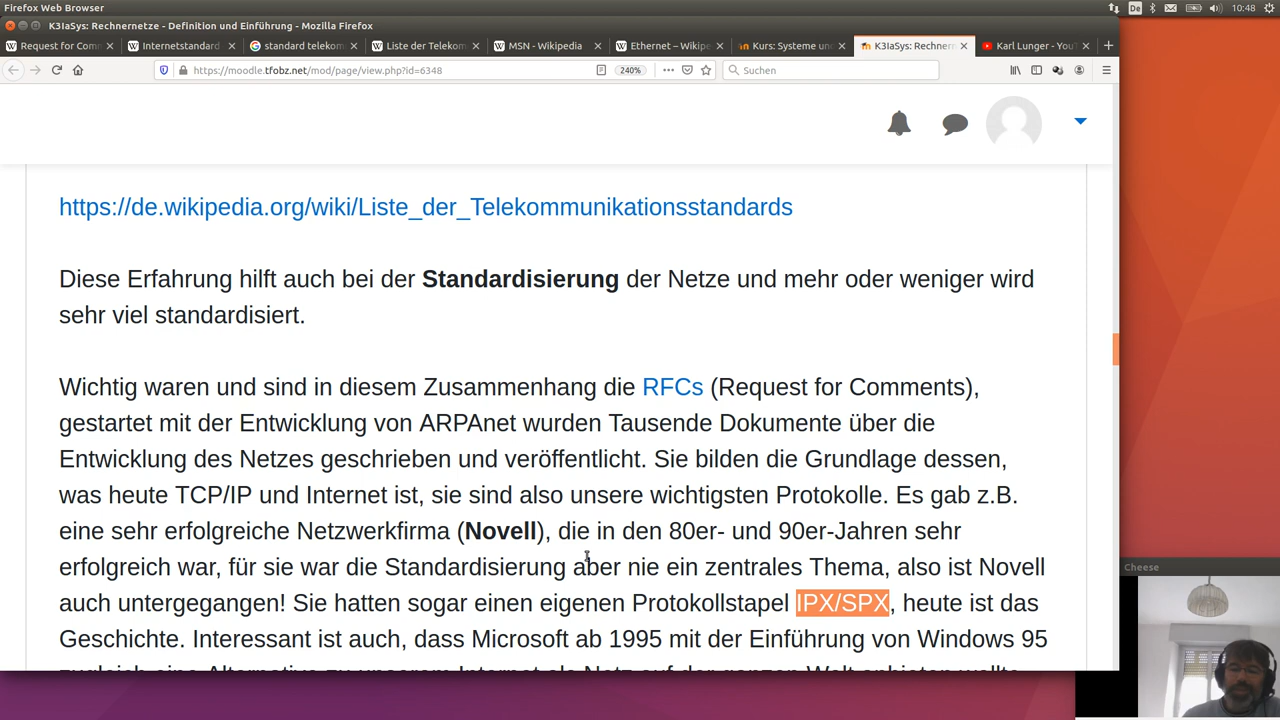 Firefox Web Browser
De
10:48
K3IaSys: Rechnernetze - Definition und Einführung - Mozilla Firefox
Request for Com
Internetstandard
standard telekom
Liste der Telekom
MSN - Wikipedia
Ethernet – Wikipe
Kurs: Systeme un
K3IaSys: Rechner
Karl Lunger - YouT
https://moodle.tfobz.net/mod/page/view.php?id=6348
240%
Suchen
https://de.wikipedia.org/wiki/Liste_der_Telekommunikationsstandards
Diese Erfahrung hilft auch bei der Standardisierung der Netze und mehr oder weniger wird
sehr viel standardisiert.
Wichtig waren und sind in diesem Zusammenhang die RFCs (Request for Comments),
gestartet mit der Entwicklung von ARPAnet wurden Tausende Dokumente über die
Entwicklung des Netzes geschrieben und veröffentlicht. Sie bilden die Grundlage dessen,
was heute TCP/IP und Internet ist, sie sind also unsere wichtigsten Protokolle. Es gab z.B.
eine sehr erfolgreiche Netzwerkfirma (Novell), die in den 80er- und 90er-Jahren sehr
erfolgreich war, für sie war die Standardisierung aber nie ein zentrales Thema, also ist Novell
auch untergegangen! Sie hatten sogar einen eigenen Protokollstapel IPX/SPX, heute ist das
Geschichte. Interessant ist auch, dass Microsoft ab 1995 mit der Einführung von Windows 95
Cheese